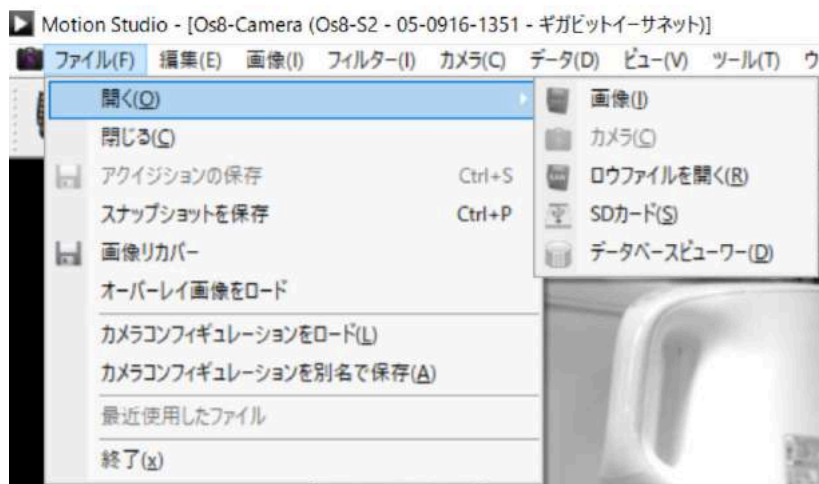 Motion Studio - [Os8-Camera (Os8-S2 - 05-0916-1351 - ギガビットイーサネット)]
ファイル(F) 編集(E) 画像(I) フィルター(I) カメラ(C) データ(D) ビュー(V) ツール(T) ウ
開く(O)
閉じる(C)
アクイジションの保存 Ctrl+S
スナップショットを保存 Ctrl+P
画像リカバー
オーバーレイ画像をロード
カメラコンフィギュレーションをロード(L)
カメラコンフィギュレーションを別名で保存(A)
最近使用したファイル
終了(x)
画像(I)
カメラ(C)
ロウファイルを開く(R)
SDカード(S)
データベースビューワー(D)